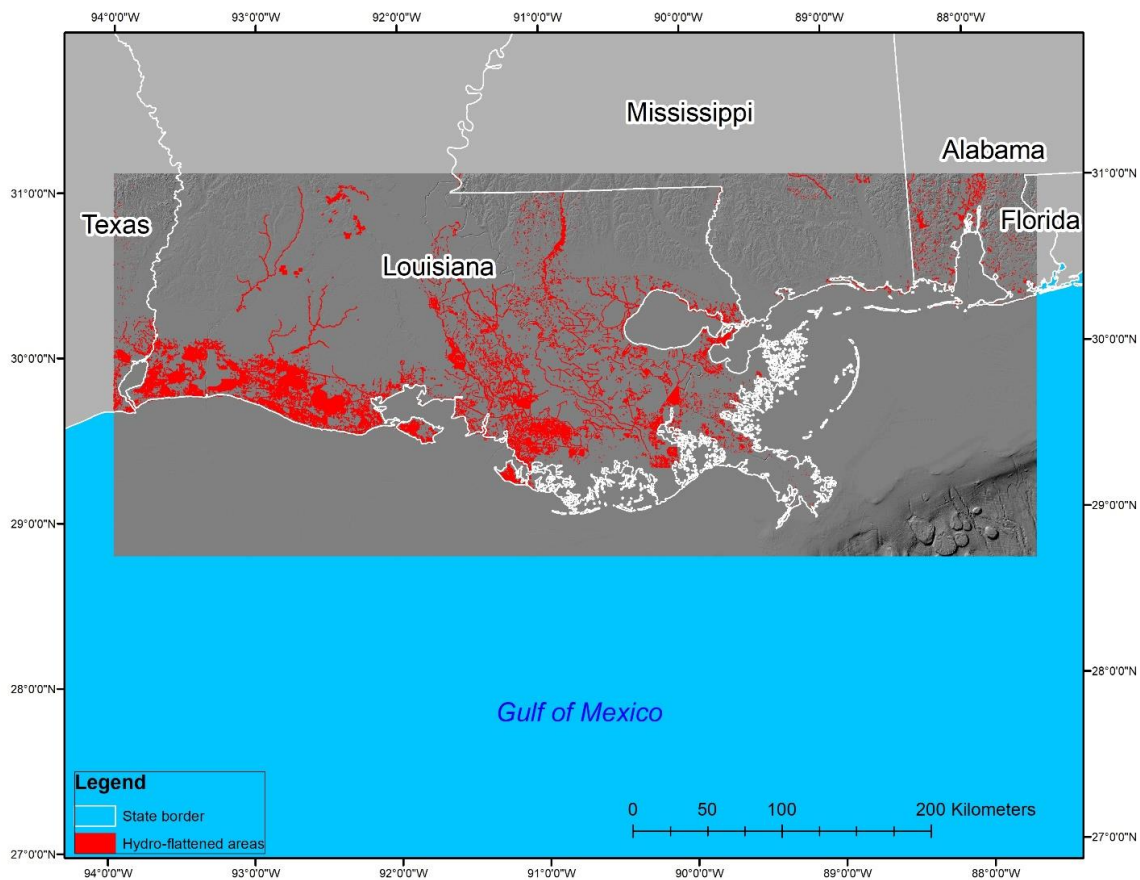 94°0'0"W 93°0'0"W 92°0'0"W 91°0'0"W 90°0'0"W 89°0'0"W 88°0'0"W
Mississippi
Alabama
31°0'0"N 31°0'0"N
Texas Florida
Louisiana
30°0'0"N 30°0'0"N
29°0'0"N 29°0'0"N
28°0'0"N 28°0'0"N
Gulf of Mexico
Legend
State border
Hydro-flattened areas
0 50 100 200 Kilometers
27°0'0"N 27°0'0"N
94°0'0"W 93°0'0"W 92°0'0"W 91°0'0"W 90°0'0"W 89°0'0"W 88°0'0"W